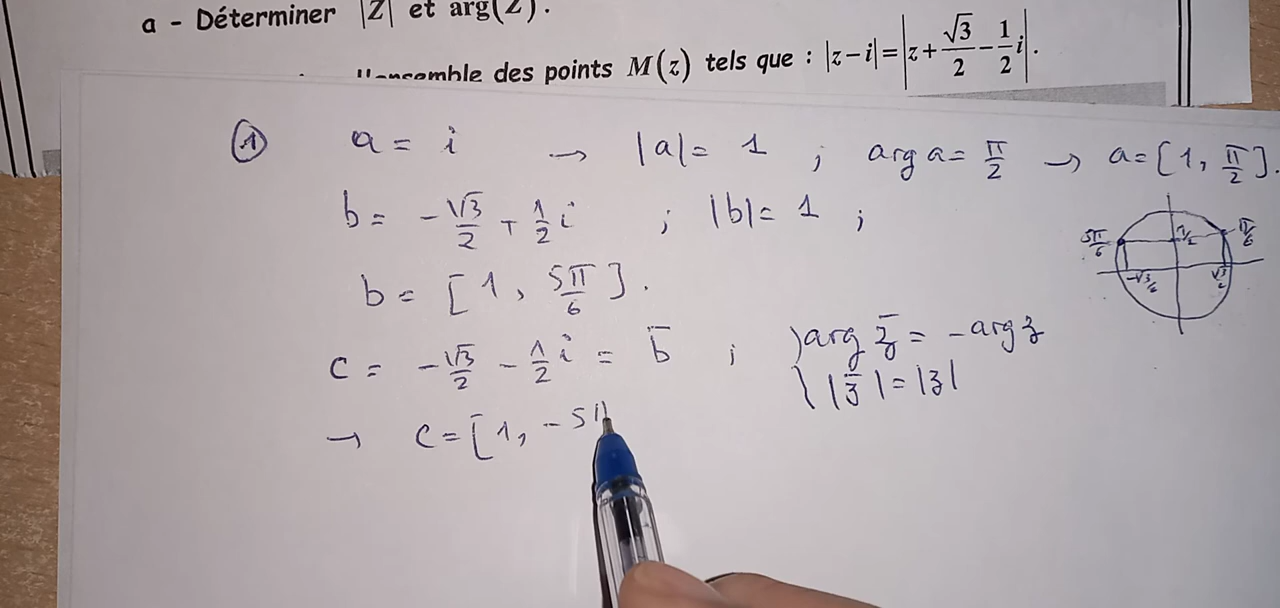 a - Déterminer |Z| et arg(Z).
l'ensemble des points M(z) tels que : |z-i|=|z+√3/2-1/2i|.
① a = i → |a| = 1 ; arg a = π/2 → a = [1, π/2].
b = -√3/2 + 1/2 i ; |b| = 1 ;
5π/6 1/2 π/6
-√3/2 √3/2
b = [1, 5π/6].
c = -√3/2 - 1/2 i = b̅ ; } arg z̅ = - arg z
{ |z̅| = |z|
→ c = [1, - 5π